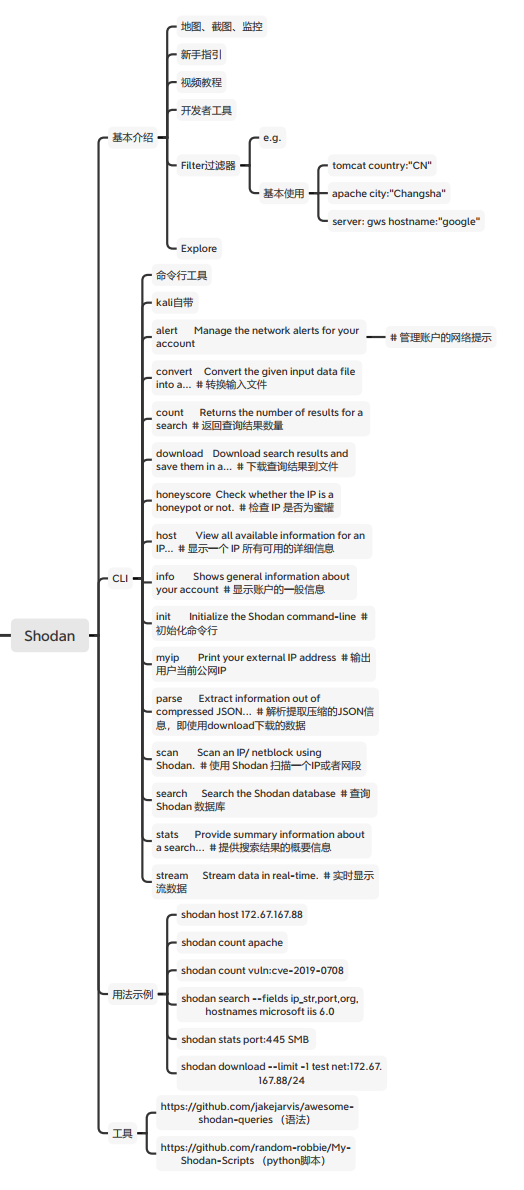 Shodan
基本介绍
地图、截图、监控
新手指引
视频教程
开发者工具
Filter过滤器
e.g.
基本使用
tomcat country:"CN"
apache city:"Changsha"
server: gws hostname:"google"
Explore
CLI
命令行工具
kali自带
alert Manage the network alerts for your
account
# 管理账户的网络提示
convert Convert the given input data file
into a... # 转换输入文件
count Returns the number of results for a
search # 返回查询结果数量
download Download search results and
save them in a... # 下载查询结果到文件
honeyscore Check whether the IP is a
honeypot or not. # 检查 IP 是否为蜜罐
host View all available information for an
IP... # 显示一个 IP 所有可用的详细信息
info Shows general information about
your account # 显示账户的一般信息
init Initialize the Shodan command-line #
初始化命令行
myip Print your external IP address # 输出
用户当前公网IP
parse Extract information out of
compressed JSON... # 解析提取压缩的JSON信
息，即使用download下载的数据
scan Scan an IP/ netblock using
Shodan. # 使用 Shodan 扫描一个IP或者网段
search Search the Shodan database # 查询
Shodan 数据库
stats Provide summary information about
a search... # 提供搜索结果的概要信息
stream Stream data in real-time. # 实时显示
流数据
用法示例
shodan host 172.67.167.88
shodan count apache
shodan count vuln:cve-2019-0708
shodan search --fields ip_str,port,org,
hostnames microsoft iis 6.0
shodan stats port:445 SMB
shodan download --limit -1 test net:172.67.
167.88/24
工具
https://github.com/jakejarvis/awesome-
shodan-queries （语法）
https://github.com/random-robbie/My-
Shodan-Scripts （python脚本）